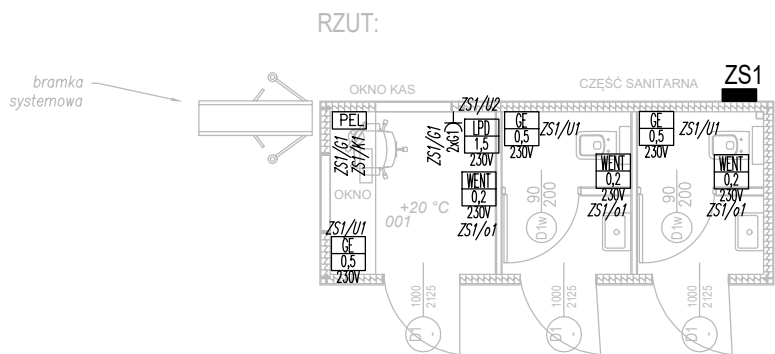 RZUT:
bramka
systemowa
OKNO KAS
CZĘŚĆ SANITARNA
ZS1
ZS1/U2
PEL
ZS1/G1
ZS1/K1
ZS1/G1
2xG1
LPD
1,5
230V
GE
0,5
230V
ZS1/U1
GE
0,5
230V
ZS1/U1
WENT
0,2
230V
ZS1/o1
WENT
0,2
230V
ZS1/o1
WENT
0,2
230V
ZS1/o1
OKNO
+20 °C
001
ZS1/U1
GE
0,5
230V
90
200
D1w
90
200
D1w
1000
2125
D1
1000
2125
D1
1000
2125
D1